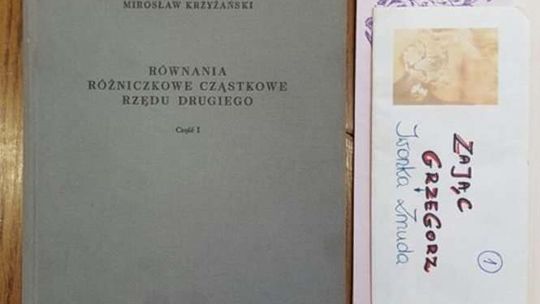 MIROSŁAW KRZYŻAŃSKI
RÓWNANIA
RÓŻNICZKOWE CZĄSTKOWE
RZĘDU DRUGIEGO
Część I
ZAJĄC
GRZEGORZ
i
Iwonka Żmuda
1